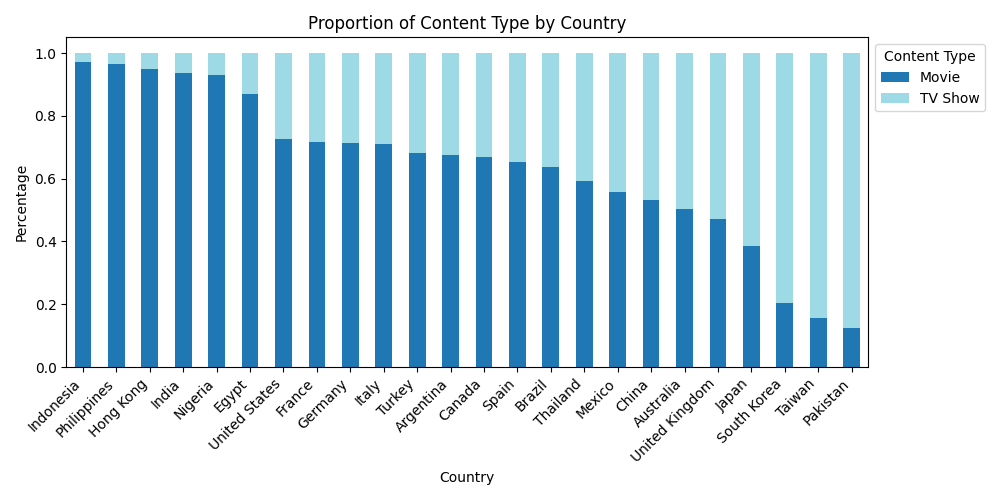 Proportion of Content Type by Country
Percentage
1.0
0.8
0.6
0.4
0.2
0.0
Content Type
Movie
TV Show
Indonesia
Philippines
Hong Kong
India
Nigeria
Egypt
United States
France
Germany
Italy
Turkey
Argentina
Canada
Spain
Brazil
Thailand
Mexico
China
Australia
United Kingdom
Japan
South Korea
Taiwan
Pakistan
Country